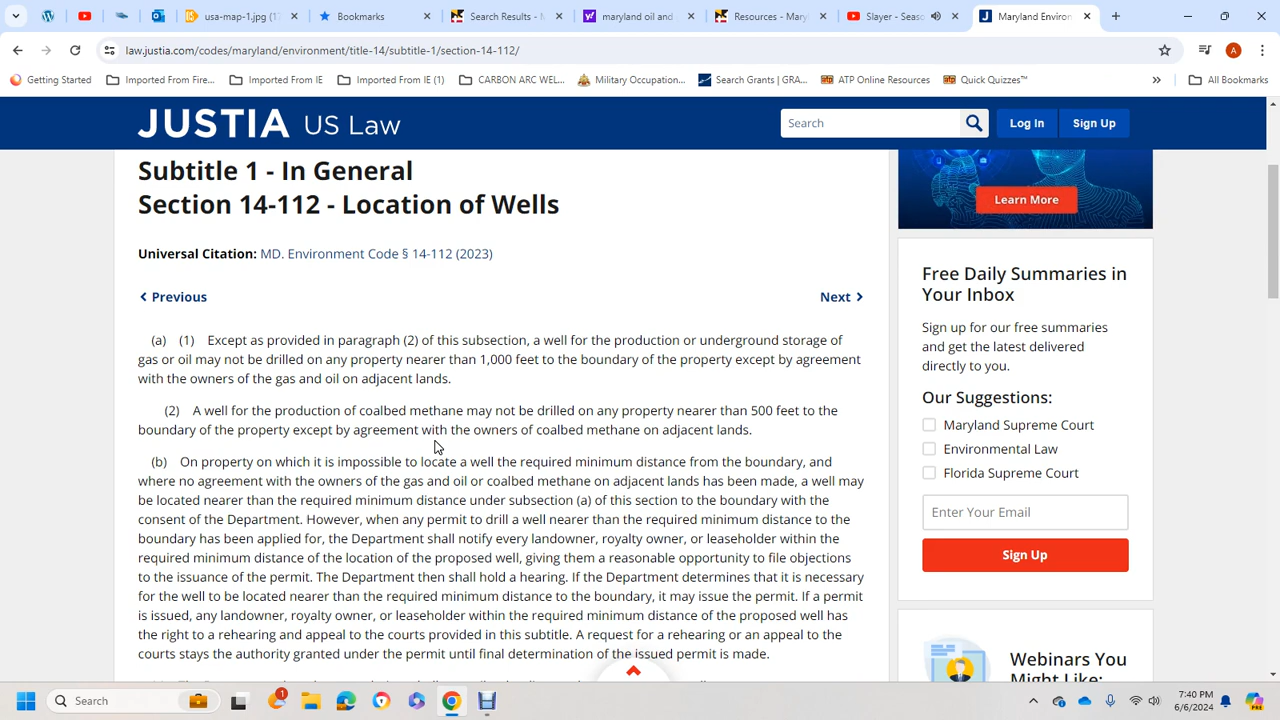 usa-map-1.jpg (
Bookmarks
Search Results - M
maryland oil and
Resources - Mary
Slayer - Seaso
Maryland Enviro
law.justia.com/codes/maryland/environment/title-14/subtitle-1/section-14-112/
A
Getting Started
Imported From Fire...
Imported From IE
Imported From IE (1)
CARBON ARC WEL...
Military Occupation...
Search Grants | GRA...
ATP Online Resources
Quick Quizzes™
»
All Bookmarks
JUSTIA US Law
Search
Log In
Sign Up
Subtitle 1 - In General
Section 14-112 - Location of Wells
Universal Citation: MD. Environment Code § 14-112 (2023)
Previous
Next
(a) (1) Except as provided in paragraph (2) of this subsection, a well for the production or underground storage of
gas or oil may not be drilled on any property nearer than 1,000 feet to the boundary of the property except by agreement
with the owners of the gas and oil on adjacent lands.
(2) A well for the production of coalbed methane may not be drilled on any property nearer than 500 feet to the
boundary of the property except by agreement with the owners of coalbed methane on adjacent lands.
(b) On property on which it is impossible to locate a well the required minimum distance from the boundary, and
where no agreement with the owners of the gas and oil or coalbed methane on adjacent lands has been made, a well may
be located nearer than the required minimum distance under subsection (a) of this section to the boundary with the
consent of the Department. However, when any permit to drill a well nearer than the required minimum distance to the
boundary has been applied for, the Department shall notify every landowner, royalty owner, or leaseholder within the
required minimum distance of the location of the proposed well, giving them a reasonable opportunity to file objections
to the issuance of the permit. The Department then shall hold a hearing. If the Department determines that it is necessary
for the well to be located nearer than the required minimum distance to the boundary, it may issue the permit. If a permit
is issued, any landowner, royalty owner, or leaseholder within the required minimum distance of the proposed well has
the right to a rehearing and appeal to the courts provided in this subtitle. A request for a rehearing or an appeal to the
courts stays the authority granted under the permit until final determination of the issued permit is made.
Learn More
Free Daily Summaries in
Your Inbox
Sign up for our free summaries
and get the latest delivered
directly to you.
Our Suggestions:
Maryland Supreme Court
Environmental Law
Florida Supreme Court
Enter Your Email
Sign Up
Webinars You
Might Like:
Search
1
7:40 PM
6/6/2024